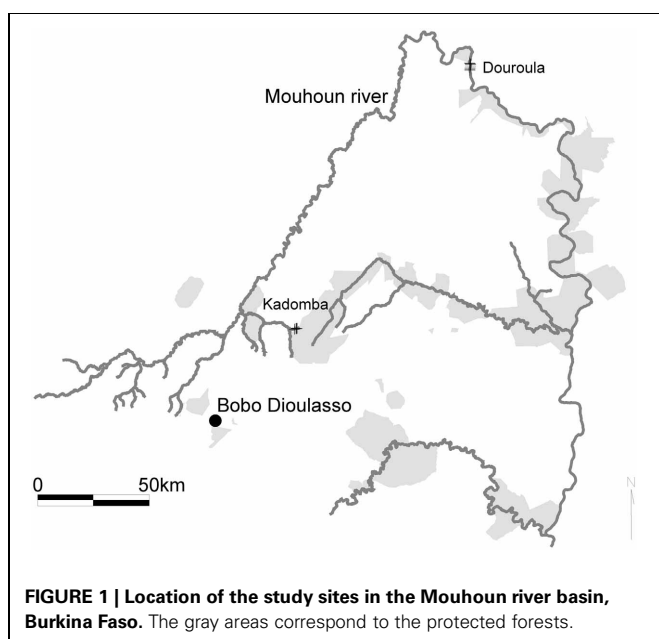 Douroula
Mouhoun river
Kadomba
Bobo Dioulasso
0 50km
N
FIGURE 1 | Location of the study sites in the Mouhoun river basin,
Burkina Faso. The gray areas correspond to the protected forests.